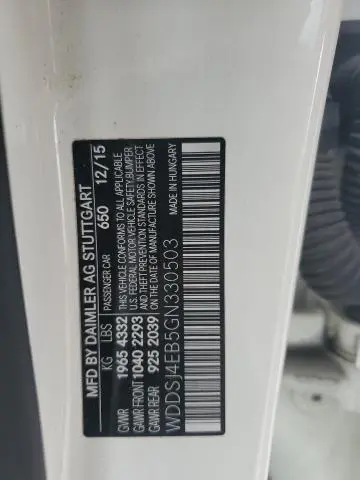 MFD BY DAIMLER AG STUTTGART
PASSENGER CAR 650 12/15
KG LBS
GVWR 1965 4332 THIS VEHICLE CONFORMS TO ALL APPLICABLE
GAWR FRONT 1040 2293 U.S. FEDERAL MOTOR VEHICLE SAFETY, BUMPER
GAWR REAR 925 2039 AND THEFT PREVENTION STANDARDS IN EFFECT
ON THE DATE OF MANUFACTURE SHOWN ABOVE
MADE IN HUNGARY
WDDSJ4EB5GN330503